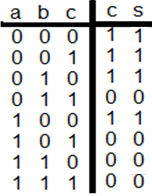 a b c c s
0 0 0 1 1
0 0 1 1 1
0 1 0 1 1
0 1 1 0 0
1 0 0 1 1
1 0 1 0 0
1 1 0 0 0
1 1 1 0 0